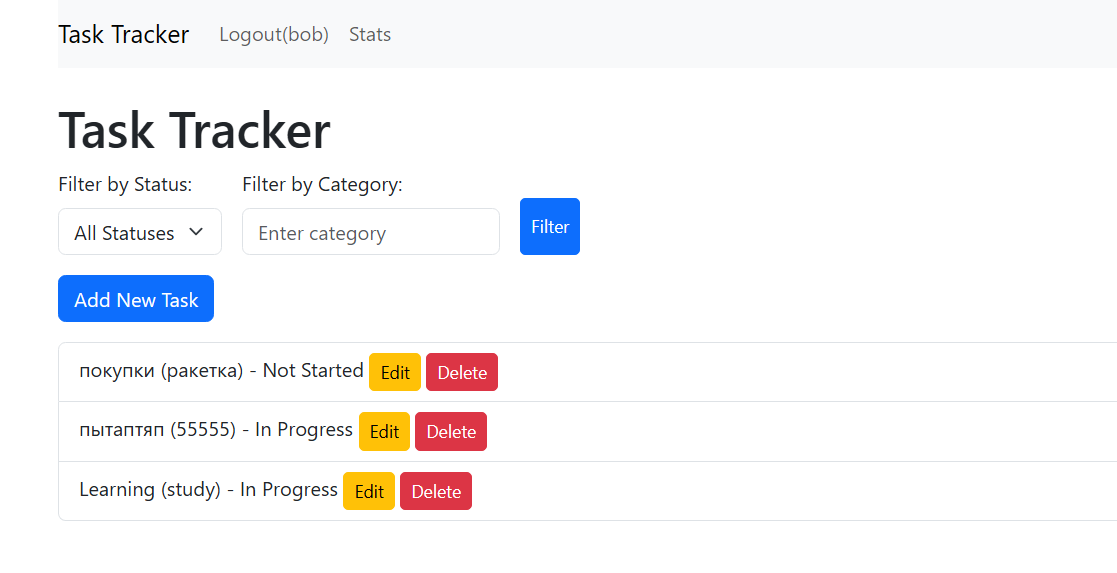 Task Tracker Logout(bob) Stats
Task Tracker
Filter by Status: Filter by Category:
All Statuses Enter category Filter
Add New Task
покупки (ракетка) - Not Started Edit Delete
пытаптяп (55555) - In Progress Edit Delete
Learning (study) - In Progress Edit Delete